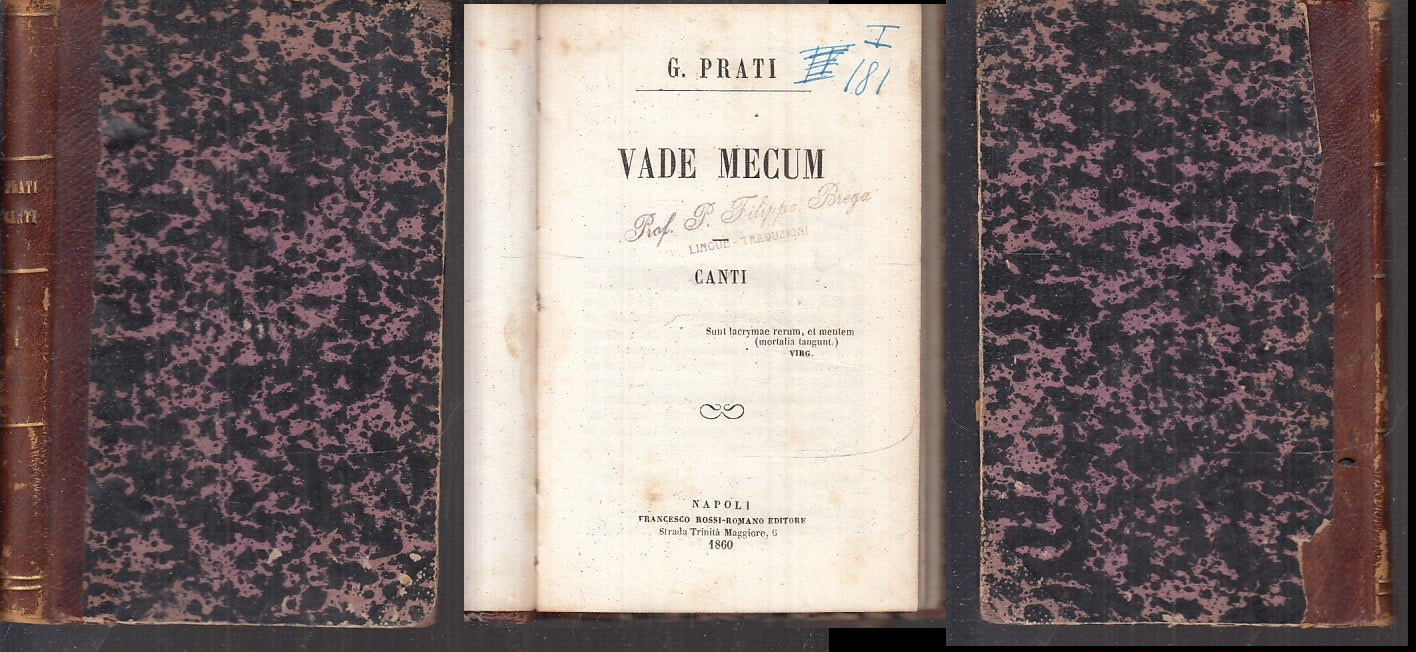 PRATI
G. PRATI
I
181
VADE MECUM
Prof. P. Filippo Brega
LINGUE - TRADUZIONI
CANTI
Sunt lacrymae rerum, et mentem
(mortalia tangunt.)
VIRG.
NAPOLI
FRANCESCO ROSSI-ROMANO EDITORE
Strada Trinità Maggiore, 6
1860